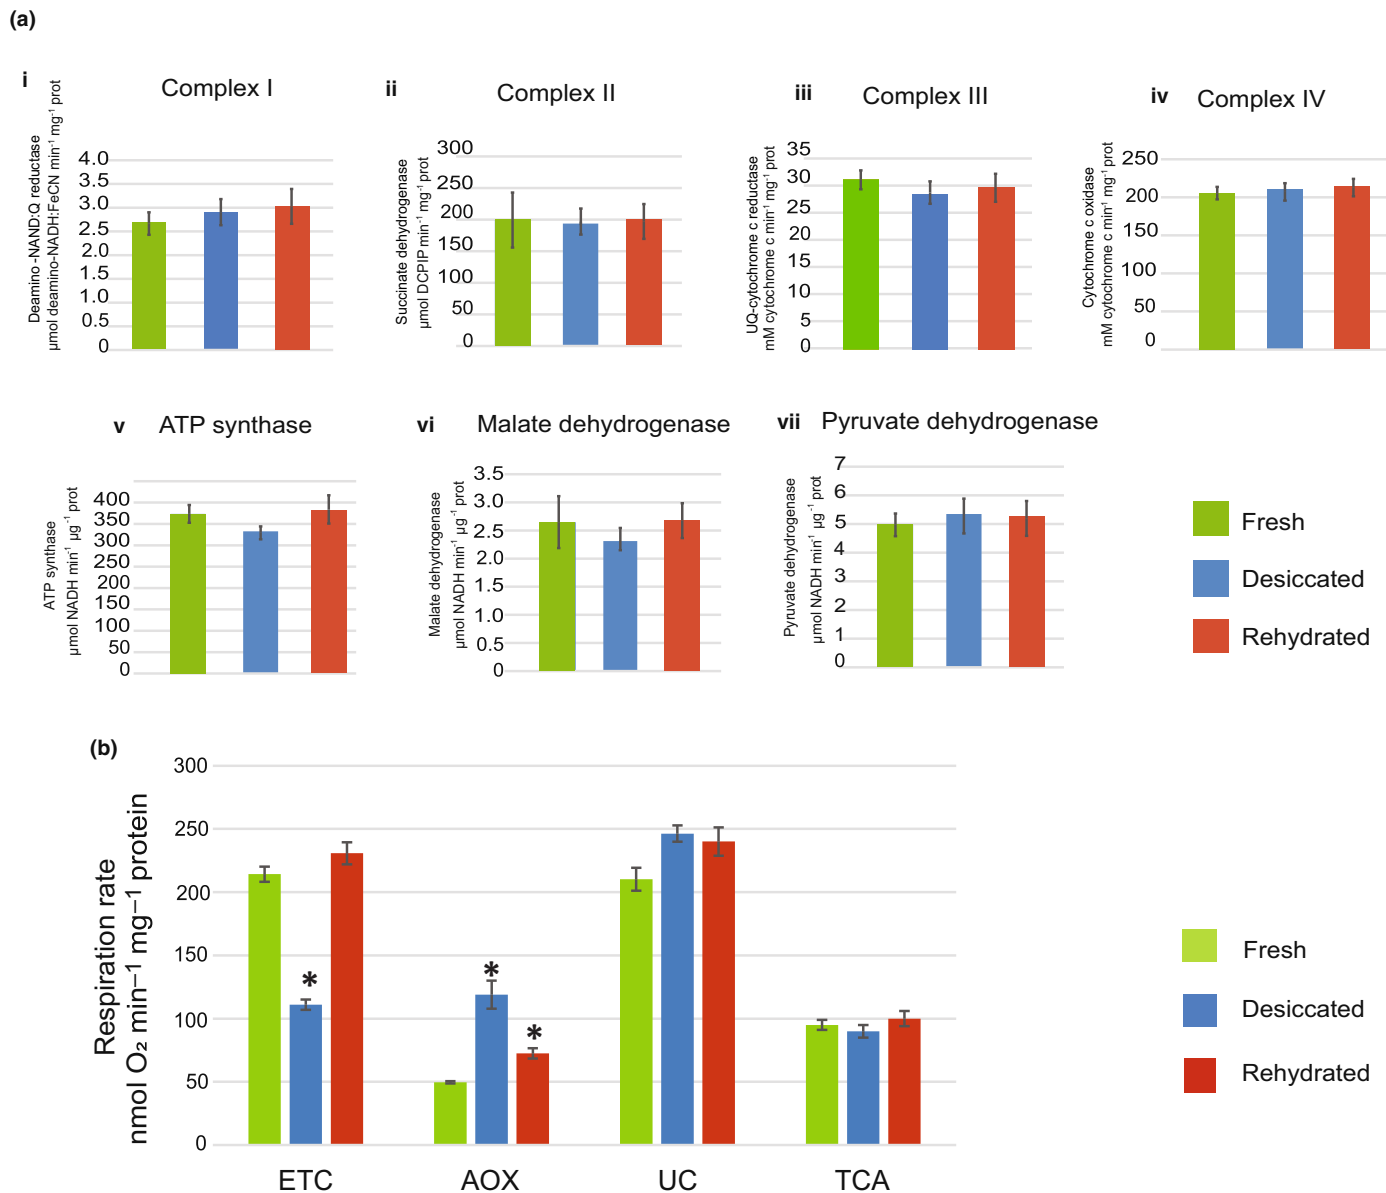 (a)
i
Complex I
Deamino -NAND:Q reductase
µmol deamino-NADH:FeCN min⁻¹ mg⁻¹ prot
4.0
3.5
3.0
2.5
2.0
1.5
1.0
0.5
0
ii
Complex II
Succinate dehydrogenase
µmol DCPIP min⁻¹ mg⁻¹ prot
300
250
200
150
100
50
0
iii
Complex III
UQ-cytochrome c reductase
mM cytochrome c min⁻¹ mg⁻¹ prot
35
30
25
20
15
10
5
0
iv
Complex IV
Cytochrome c oxidase
mM cytochrome c min⁻¹ mg⁻¹ prot
250
200
150
100
50
0
v
ATP synthase
ATP synthase
µmol NADH min⁻¹ µg⁻¹ prot
400
350
300
250
200
150
100
50
0
vi
Malate dehydrogenase
Malate dehydrogenase
µmol NADH min⁻¹ µg⁻¹ prot
3.5
3.0
2.5
2.0
1.5
1.0
0.5
0
vii
Pyruvate dehydrogenase
Pyruvate dehydrogenase
µmol NADH min⁻¹ µg⁻¹ prot
7
6
5
4
3
2
1
0
Fresh
Desiccated
Rehydrated
(b)
Respiration rate
nmol O₂ min–¹ mg–¹ protein
300
250
200
150
100
50
0
*
*
*
ETC
AOX
UC
TCA
Fresh
Desiccated
Rehydrated